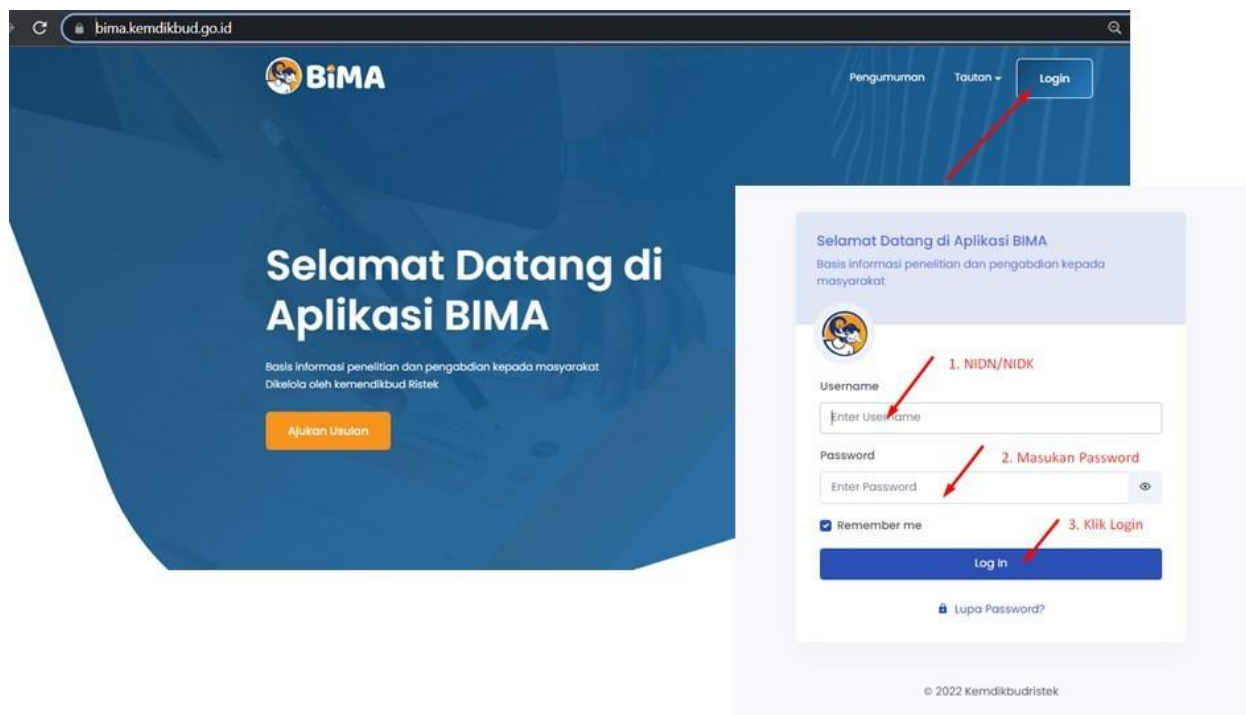 bima.kemdikbud.go.id
BiMA
Pengumuman Tautan Login
Selamat Datang di
Aplikasi BIMA
Basis informasi penelitian dan pengabdian kepada masyarakat
Dikelola oleh kemendikbud Ristek
Ajukan Usulan
Selamat Datang di Aplikasi BIMA
Basis informasi penelitian dan pengabdian kepada
masyarakat
1. NIDN/NIDK
Username
Enter Username
Password
2. Masukan Password
Enter Password
Remember me
3. Klik Login
Log In
Lupa Password?
© 2022 Kemdikbudristek